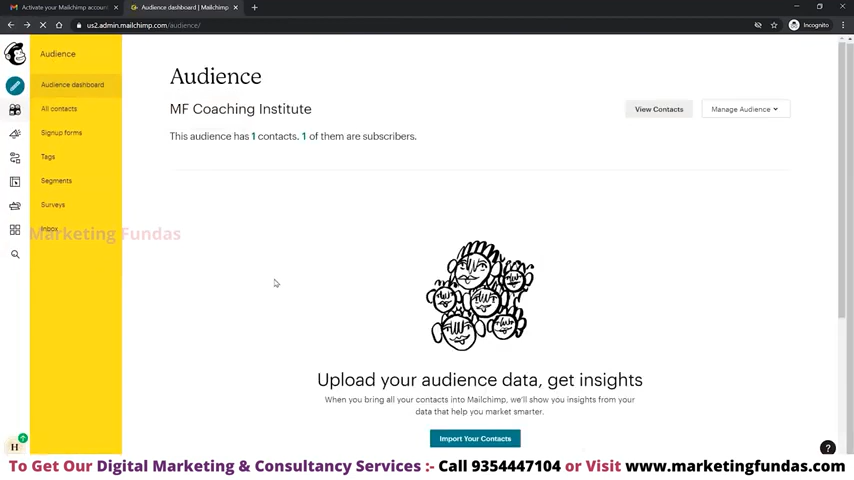 Activate your Mailchimp accoun
Audience dashboard | Mailchimp
us2.admin.mailchimp.com/audience/
Incognito
Audience
Audience dashboard
All contacts
Signup forms
Tags
Segments
Surveys
Inbox
Audience
MF Coaching Institute
View Contacts
Manage Audience
This audience has 1 contacts. 1 of them are subscribers.
Marketing Fundas
Upload your audience data, get insights
When you bring all your contacts into Mailchimp, we'll show you insights from your
data that help you market smarter.
Import Your Contacts
H
?
To Get Our Digital Marketing & Consultancy Services :- Call 9354447104 or Visit www.marketingfundas.com